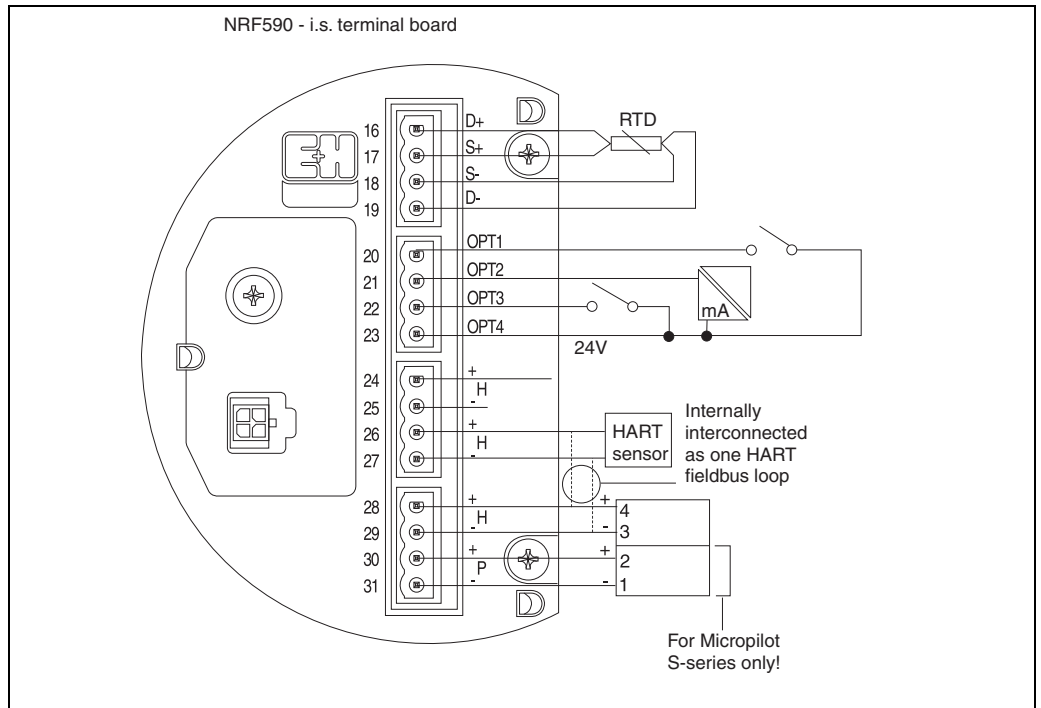 NRF590 - i.s. terminal board
E+H
16 D+
17 S+
18 S-
19 D-
RTD
20 OPT1
21 OPT2
22 OPT3
23 OPT4
mA
24V
24 +
H
25 -
26 +
H
27 -
HART
sensor
Internally
interconnected
as one HART
fieldbus loop
28 + + 4
H
29 - - 3
30 + + 2
P
31 - - 1
For Micropilot
S-series only!